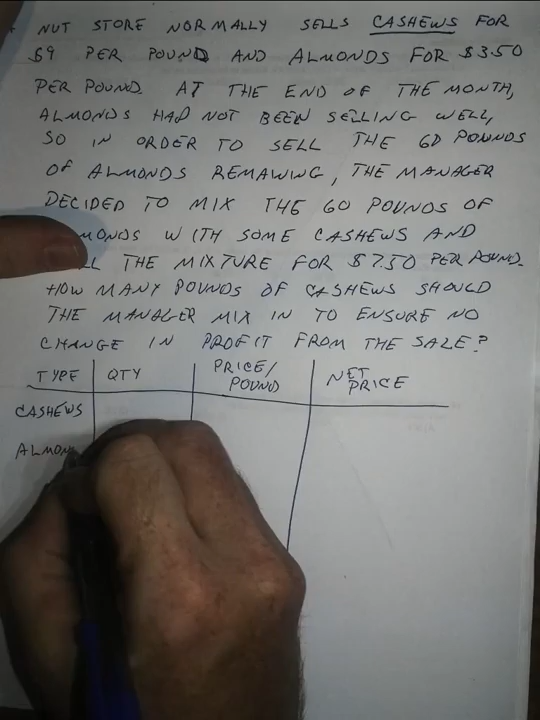 NUT STORE NORMALLY SELLS CASHEWS FOR
$9 PER POUND AND ALMONDS FOR $3.50
PER POUND. AT THE END OF THE MONTH,
ALMONDS HAD NOT BEEN SELLING WELL,
SO IN ORDER TO SELL THE 60 POUNDS
OF ALMONDS REMAINING, THE MANAGER
DECIDED TO MIX THE 60 POUNDS OF
MONDS WITH SOME CASHEWS AND
LL THE MIXTURE FOR $7.50 PER POUND.
HOW MANY POUNDS OF CASHEWS SHOULD
THE MANAGER MIX IN TO ENSURE NO
CHANGE IN PROFIT FROM THE SALE?
TYPE QTY PRICE/POUND NET PRICE
CASHEWS
ALMON